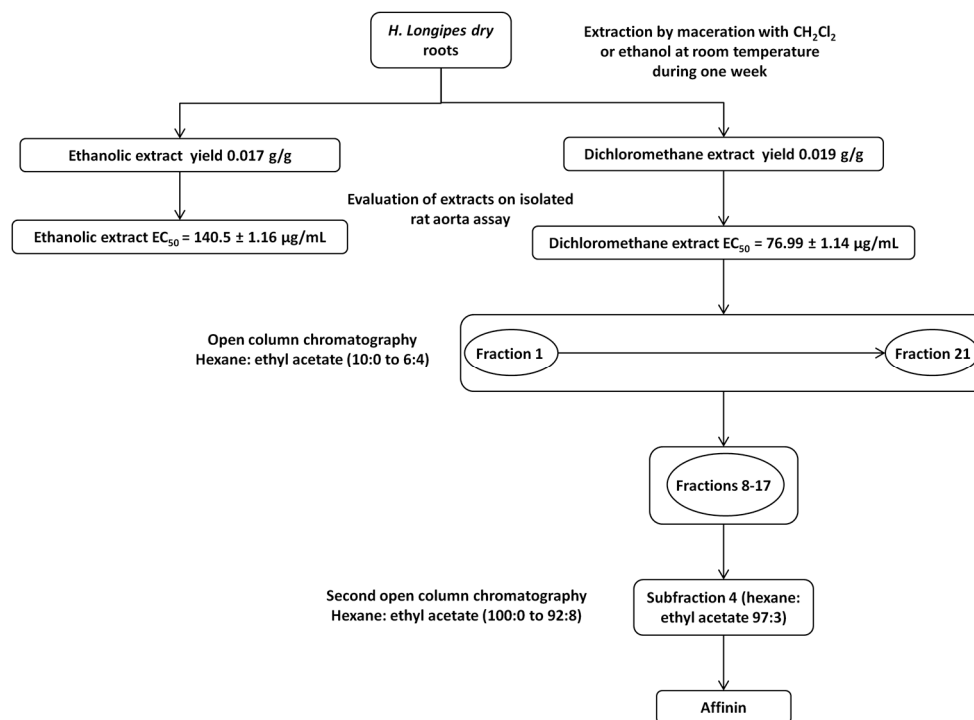 H. Longipes dry
roots
Extraction by maceration with CH₂Cl₂
or ethanol at room temperature
during one week
Ethanolic extract yield 0.017 g/g
Dichloromethane extract yield 0.019 g/g
Evaluation of extracts on isolated
rat aorta assay
Ethanolic extract EC₅₀ = 140.5 ± 1.16 µg/mL
Dichloromethane extract EC₅₀ = 76.99 ± 1.14 µg/mL
Open column chromatography
Hexane: ethyl acetate (10:0 to 6:4)
Fraction 1
Fraction 21
Fractions 8-17
Second open column chromatography
Hexane: ethyl acetate (100:0 to 92:8)
Subfraction 4 (hexane:
ethyl acetate 97:3)
Affinin